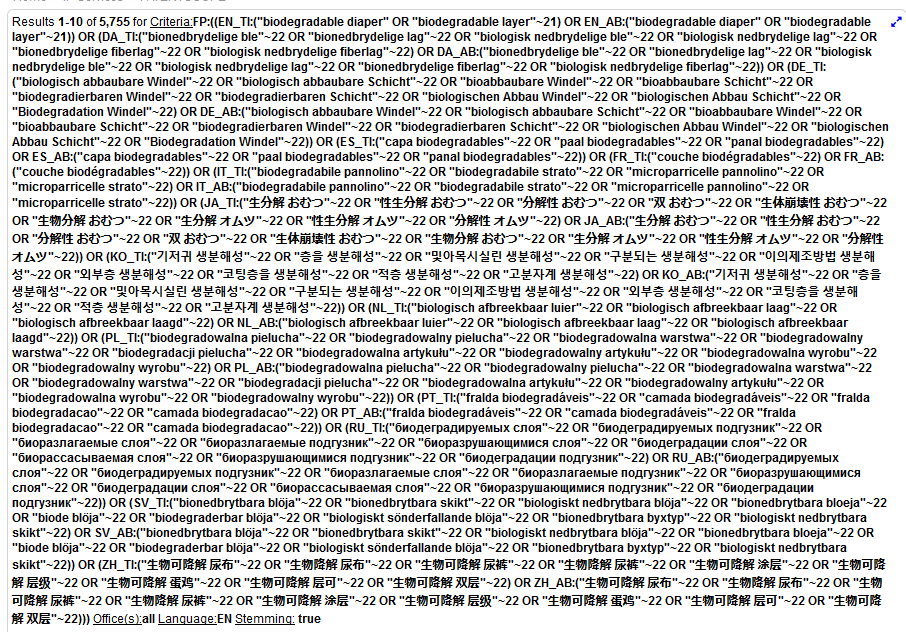 Results 1-10 of 5,755 for Criteria:FP:((EN_TI:("biodegradable diaper" OR "biodegradable layer"~21) OR EN_AB:("biodegradable diaper" OR "biodegradable
layer"~21)) OR (DA_TI:("bionedbrydelige ble"~22 OR "bionedbrydelige lag"~22 OR "biologisk nedbrydelige ble"~22 OR "biologisk nedbrydelige lag"~22 OR
"bionedbrydelige fiberlag"~22 OR "biologisk nedbrydelige fiberlag"~22) OR DA_AB:("bionedbrydelige ble"~22 OR "bionedbrydelige lag"~22 OR "biologisk
nedbrydelige ble"~22 OR "biologisk nedbrydelige lag"~22 OR "bionedbrydelige fiberlag"~22 OR "biologisk nedbrydelige fiberlag"~22)) OR (DE_TI:
("biologisch abbaubare Windel"~22 OR "biologisch abbaubare Schicht"~22 OR "bioabbaubare Windel"~22 OR "bioabbaubare Schicht"~22 OR
"biodegradierbaren Windel"~22 OR "biodegradierbaren Schicht"~22 OR "biologischen Abbau Windel"~22 OR "biologischen Abbau Schicht"~22 OR
"Biodegradation Windel"~22) OR DE_AB:("biologisch abbaubare Windel"~22 OR "biologisch abbaubare Schicht"~22 OR "bioabbaubare Windel"~22 OR
"bioabbaubare Schicht"~22 OR "biodegradierbaren Windel"~22 OR "biodegradierbaren Schicht"~22 OR "biologischen Abbau Windel"~22 OR "biologischen
Abbau Schicht"~22 OR "Biodegradation Windel"~22)) OR (ES_TI:("capa biodegradables"~22 OR "paal biodegradables"~22 OR "panal biodegradables"~22)
OR ES_AB:("capa biodegradables"~22 OR "paal biodegradables"~22 OR "panal biodegradables"~22)) OR (FR_TI:("couche biodégradables"~22) OR FR_AB:
("couche biodégradables"~22)) OR (IT_TI:("biodegradabile pannolino"~22 OR "biodegradabile strato"~22 OR "microparricelle pannolino"~22 OR
"microparricelle strato"~22) OR IT_AB:("biodegradabile pannolino"~22 OR "biodegradabile strato"~22 OR "microparricelle pannolino"~22 OR
"microparricelle strato"~22)) OR (JA_TI:("生分解 おむつ"~22 OR "性生分解 おむつ"~22 OR "分解性 おむつ"~22 OR "双 おむつ"~22 OR "生体崩壊性 おむつ"~22
OR "生物分解 おむつ"~22 OR "生分解 オムツ"~22 OR "性生分解 オムツ"~22 OR "分解性 オムツ"~22) OR JA_AB:("生分解 おむつ"~22 OR "性生分解 おむつ"~22
OR "分解性 おむつ"~22 OR "双 おむつ"~22 OR "生体崩壊性 おむつ"~22 OR "生物分解 おむつ"~22 OR "生分解 オムツ"~22 OR "性生分解 オムツ"~22 OR "分解性
オムツ"~22)) OR (KO_TI:("기저귀 생분해성"~22 OR "층을 생분해성"~22 OR "및아목시실린 생분해성"~22 OR "구분되는 생분해성"~22 OR "이의제조방법 생분해
성"~22 OR "외부층 생분해성"~22 OR "코팅층을 생분해성"~22 OR "적층 생분해성"~22 OR "고분자계 생분해성"~22) OR KO_AB:("기저귀 생분해성"~22 OR "층을
생분해성"~22 OR "및아목시실린 생분해성"~22 OR "구분되는 생분해성"~22 OR "이의제조방법 생분해성"~22 OR "외부층 생분해성"~22 OR "코팅층을 생분해
성"~22 OR "적층 생분해성"~22 OR "고분자계 생분해성"~22)) OR (NL_TI:("biologisch afbreekbaar luier"~22 OR "biologisch afbreekbaar laag"~22 OR
"biologisch afbreekbaar laagd"~22) OR NL_AB:("biologisch afbreekbaar luier"~22 OR "biologisch afbreekbaar laag"~22 OR "biologisch afbreekbaar
laagd"~22)) OR (PL_TI:("biodegradowalna pielucha"~22 OR "biodegradowalny pielucha"~22 OR "biodegradowalna warstwa"~22 OR "biodegradowalny
warstwa"~22 OR "biodegradacji pielucha"~22 OR "biodegradowalna artykułu"~22 OR "biodegradowalny artykułu"~22 OR "biodegradowalna wyrobu"~22
OR "biodegradowalny wyrobu"~22) OR PL_AB:("biodegradowalna pielucha"~22 OR "biodegradowalny pielucha"~22 OR "biodegradowalna warstwa"~22
OR "biodegradowalny warstwa"~22 OR "biodegradacji pielucha"~22 OR "biodegradowalna artykułu"~22 OR "biodegradowalny artykułu"~22 OR
"biodegradowalna wyrobu"~22 OR "biodegradowalny wyrobu"~22)) OR (PT_TI:("fralda biodegradáveis"~22 OR "camada biodegradáveis"~22 OR "fralda
biodegradacao"~22 OR "camada biodegradacao"~22) OR PT_AB:("fralda biodegradáveis"~22 OR "camada biodegradáveis"~22 OR "fralda
biodegradacao"~22 OR "camada biodegradacao"~22)) OR (RU_TI:("биодеградируемых слоя"~22 OR "биодеградируемых подгузник"~22 OR
"биоразлагаемые слоя"~22 OR "биоразлагаемые подгузник"~22 OR "биоразрушающимися слоя"~22 OR "биодеградации слоя"~22 OR
"биорассасываемая слоя"~22 OR "биоразрушающимися подгузник"~22 OR "биодеградации подгузник"~22) OR RU_AB:("биодеградируемых
слоя"~22 OR "биодеградируемых подгузник"~22 OR "биоразлагаемые слоя"~22 OR "биоразлагаемые подгузник"~22 OR "биоразрушающимися
слоя"~22 OR "биодеградации слоя"~22 OR "биорассасываемая слоя"~22 OR "биоразрушающимися подгузник"~22 OR "биодеградации
подгузник"~22)) OR (SV_TI:("bionedbrytbara blöja"~22 OR "bionedbrytbara skikt"~22 OR "biologiskt nedbrytbara blöja"~22 OR "bionedbrytbara bloeja"~22
OR "biode blöja"~22 OR "biodegraderbar blöja"~22 OR "biologiskt sönderfallande blöja"~22 OR "bionedbrytbara byxtyp"~22 OR "biologiskt nedbrytbara
skikt"~22) OR SV_AB:("bionedbrytbara blöja"~22 OR "bionedbrytbara skikt"~22 OR "biologiskt nedbrytbara blöja"~22 OR "bionedbrytbara bloeja"~22 OR
"biode blöja"~22 OR "biodegraderbar blöja"~22 OR "biologiskt sönderfallande blöja"~22 OR "bionedbrytbara byxtyp"~22 OR "biologiskt nedbrytbara
skikt"~22)) OR (ZH_TI:("生物可降解 尿布"~22 OR "生物降解 尿布"~22 OR "生物可降解 尿裤"~22 OR "生物降解 尿裤"~22 OR "生物可降解 涂层"~22 OR "生物可降
解 层级"~22 OR "生物可降解 蛋鸡"~22 OR "生物可降解 层可"~22 OR "生物可降解 双层"~22) OR ZH_AB:("生物可降解 尿布"~22 OR "生物降解 尿布"~22 OR "生物
可降解 尿裤"~22 OR "生物降解 尿裤"~22 OR "生物可降解 涂层"~22 OR "生物可降解 层级"~22 OR "生物可降解 蛋鸡"~22 OR "生物可降解 层可"~22 OR "生物可降
解 双层"~22))) Office(s):all Language:EN Stemming: true